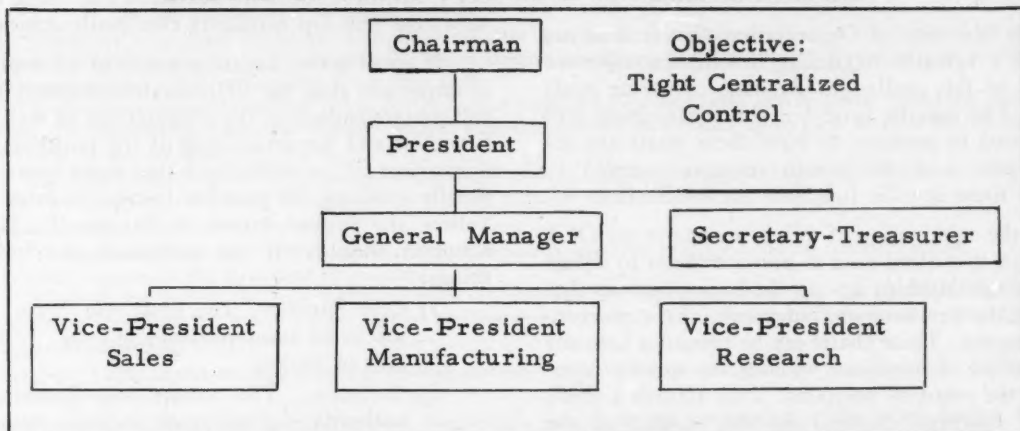 Chairman
Objective:
Tight Centralized
Control
President
General Manager
Secretary-Treasurer
Vice-President
Sales
Vice-President
Manufacturing
Vice-President
Research